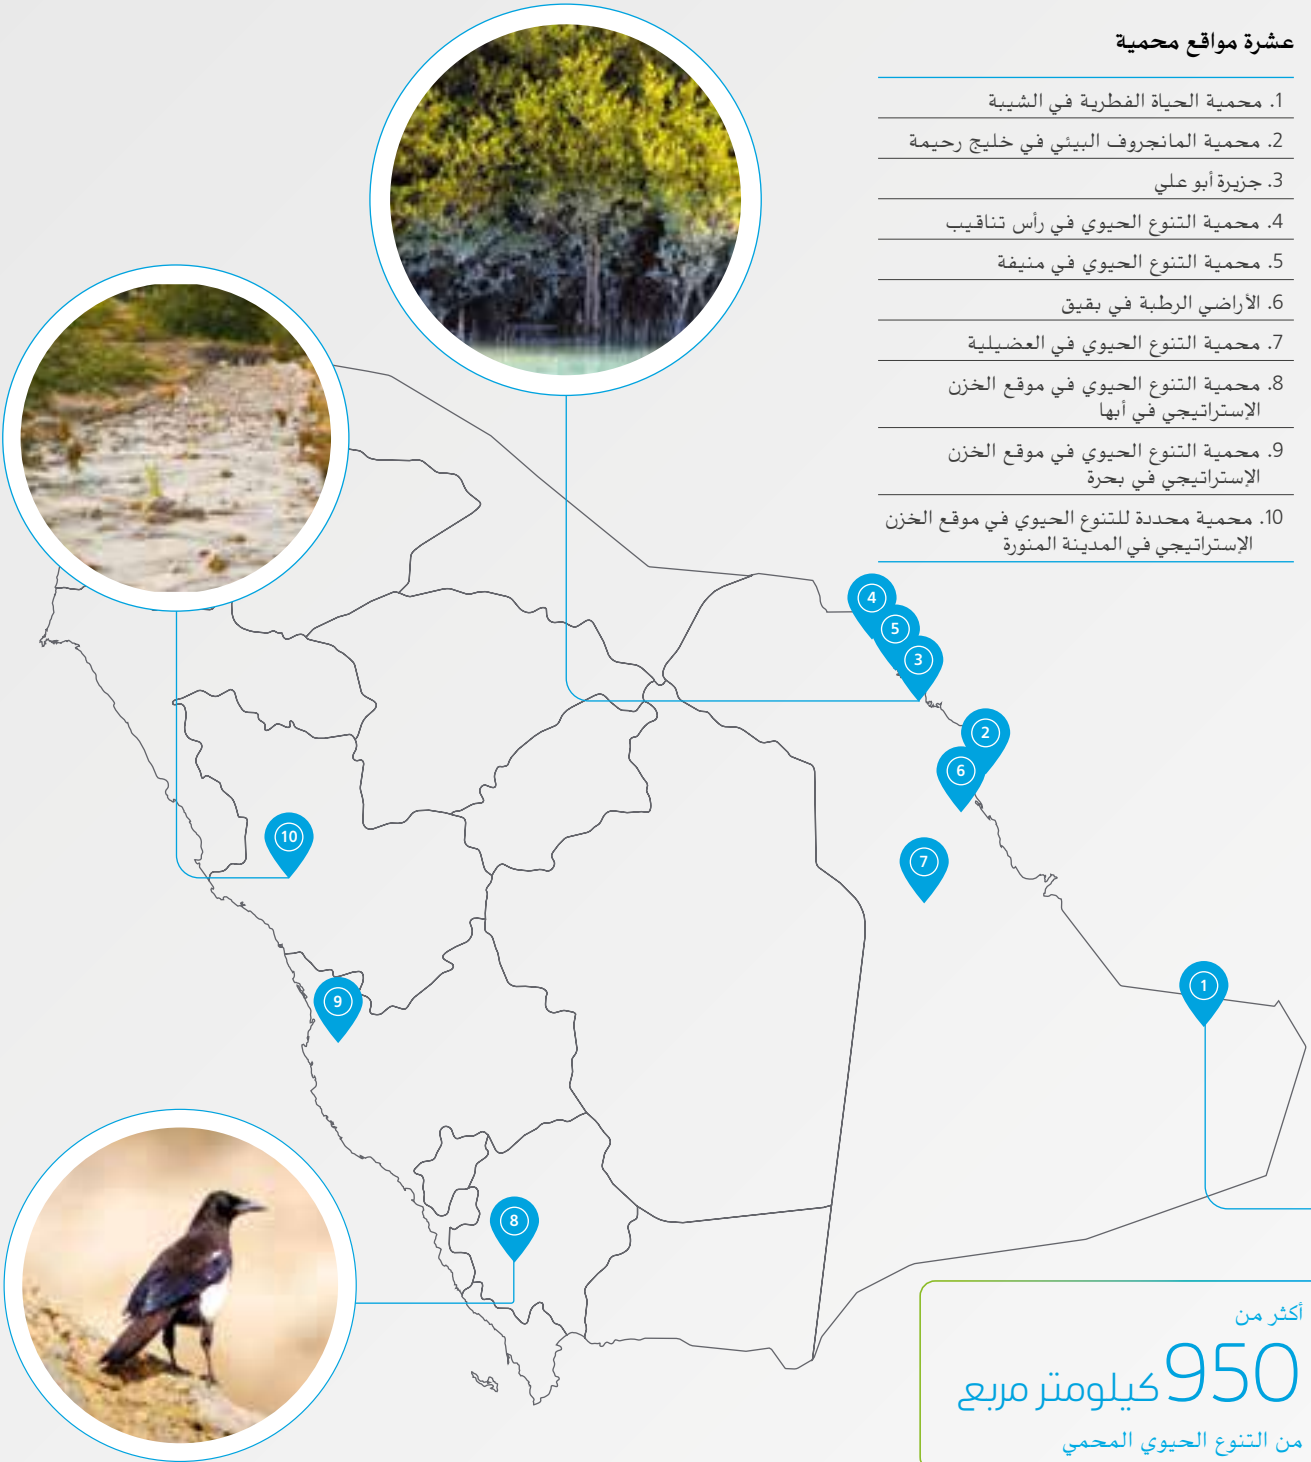 عشرة مواقع محمية
1. محمية الحياة الفطرية في الشيبة
2. محمية المانجروف البيئي في خليج رحيمة
3. جزيرة أبو علي
4. محمية التنوع الحيوي في رأس تناقيب
5. محمية التنوع الحيوي في منيفة
6. الأراضي الرطبة في بقيق
7. محمية التنوع الحيوي في العضيلية
8. محمية التنوع الحيوي في موقع الخزن
الإستراتيجي في أبها
9. محمية التنوع الحيوي في موقع الخزن
الإستراتيجي في بحرة
10. محمية محددة للتنوع الحيوي في موقع الخزن
الإستراتيجي في المدينة المنورة
4
5
3
2
6
10
7
1
9
8
أكثر من
950 كيلومتر مربع
من التنوع الحيوي المحمي